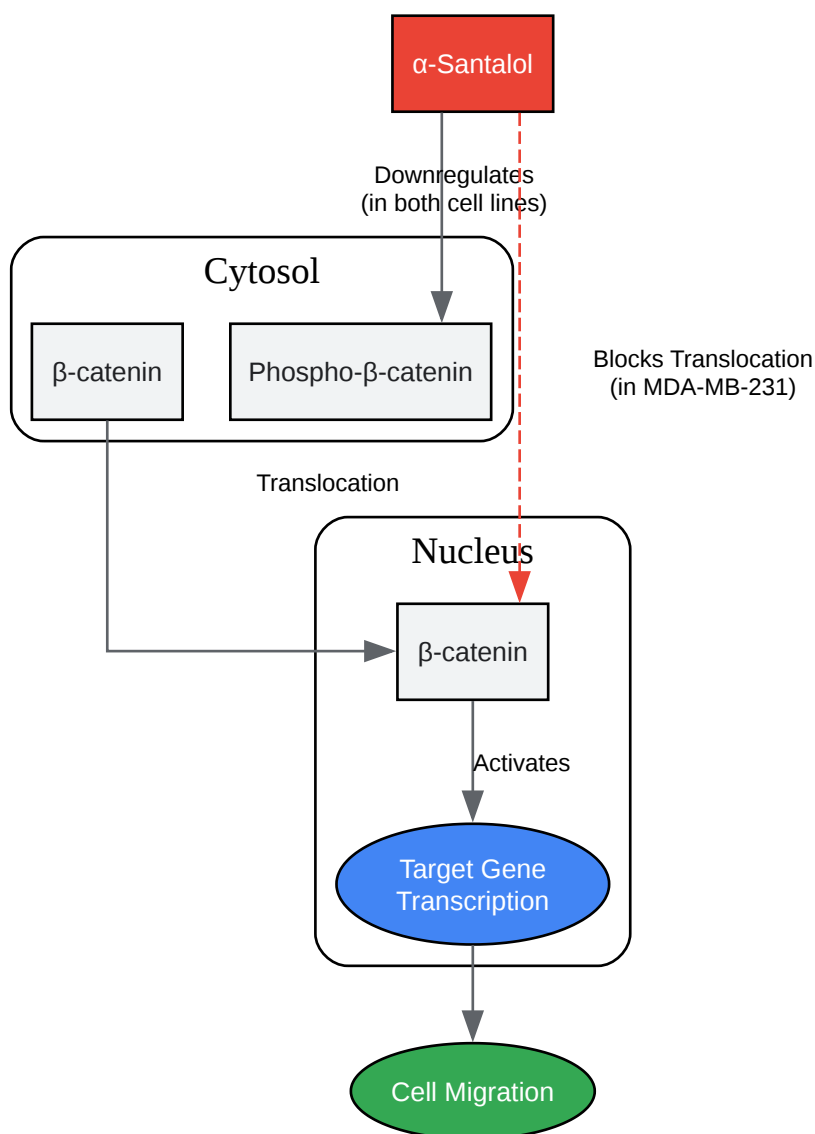 α-Santalol
Downregulates
(in both cell lines)
Cytosol
β-catenin
Phospho-β-catenin
Blocks Translocation
(in MDA-MB-231)
Translocation
Nucleus
β-catenin
Activates
Target Gene
Transcription
Cell Migration